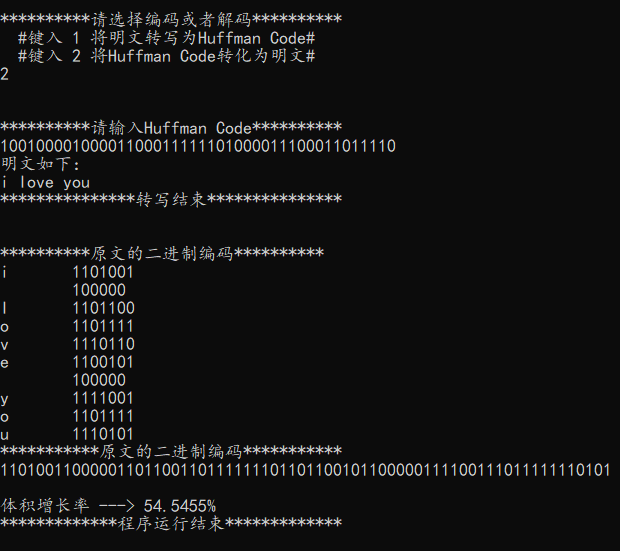 **********请选择编码或者解码**********
#键入 1 将明文转写为Huffman Code#
#键入 2 将Huffman Code转化为明文#
2
**********请输入Huffman Code**********
10010000100001100011111101000011100011011110
明文如下:
i love you
***************转写结束***************
**********原文的二进制编码**********
i 1101001
100000
l 1101100
o 1101111
v 1110110
e 1100101
100000
y 1111001
o 1101111
u 1110101
***********原文的二进制编码***********
11010011000001101100110111111101101100101100000111100111011111110101
体积增长率 ---> 54.5455%
*************程序运行结束*************